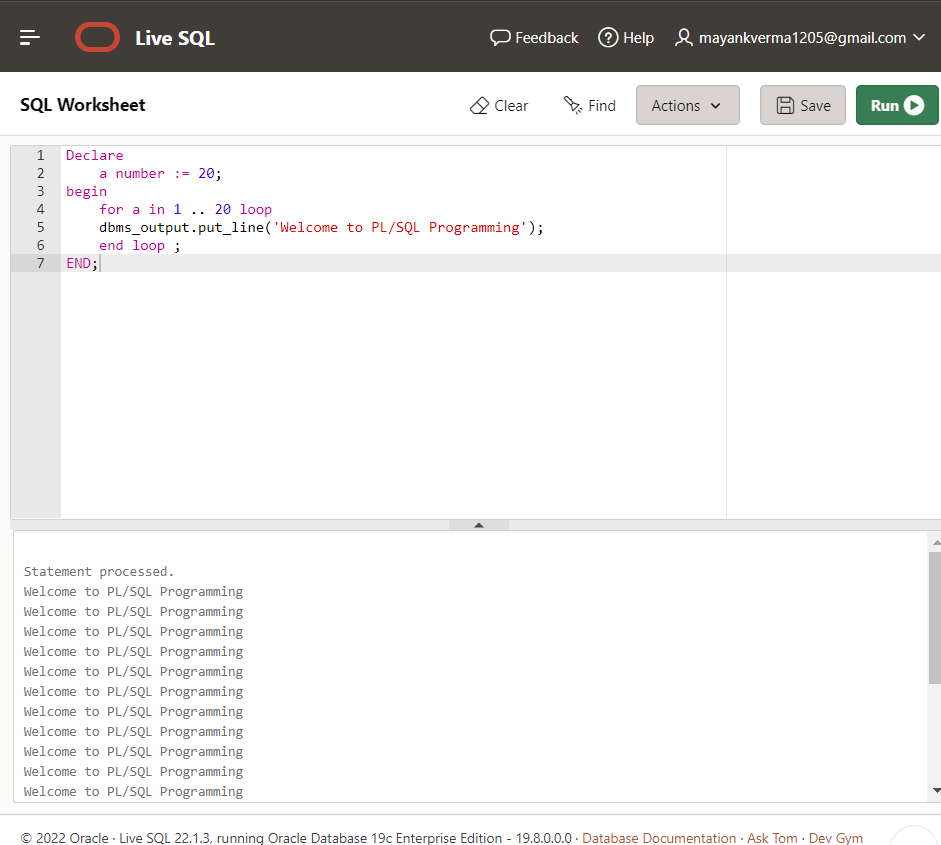 Live SQL
Feedback
Help
mayankverma1205@gmail.com
SQL Worksheet
Clear
Find
Actions
Save
Run
1 Declare
2 a number := 20;
3 begin
4 for a in 1 .. 20 loop
5 dbms_output.put_line('Welcome to PL/SQL Programming');
6 end loop ;
7 END;
Statement processed.
Welcome to PL/SQL Programming
Welcome to PL/SQL Programming
Welcome to PL/SQL Programming
Welcome to PL/SQL Programming
Welcome to PL/SQL Programming
Welcome to PL/SQL Programming
Welcome to PL/SQL Programming
Welcome to PL/SQL Programming
Welcome to PL/SQL Programming
Welcome to PL/SQL Programming
Welcome to PL/SQL Programming
© 2022 Oracle · Live SQL 22.1.3, running Oracle Database 19c Enterprise Edition - 19.8.0.0.0 · Database Documentation · Ask Tom · Dev Gym